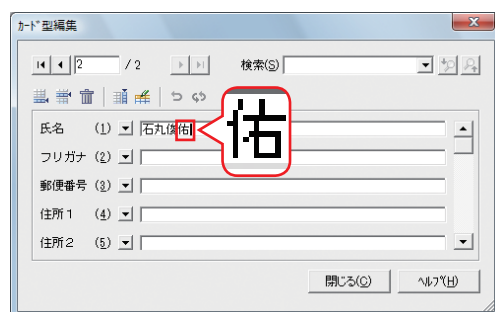 カード型編集
2 / 2 検索(S)
氏名 (1) 石丸俊佑
佑
フリガナ (2)
郵便番号 (3)
住所1 (4)
住所2 (5)
閉じる(C) ヘルプ(H)